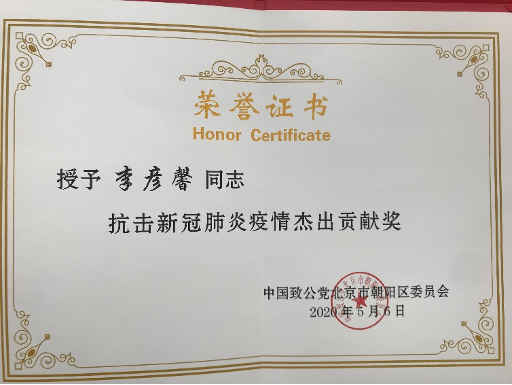 荣誉证书
Honor Certificate
授予 李彦馨 同志
抗击新冠肺炎疫情杰出贡献奖
中国致公党北京市朝阳区委员会
2020年5月6日